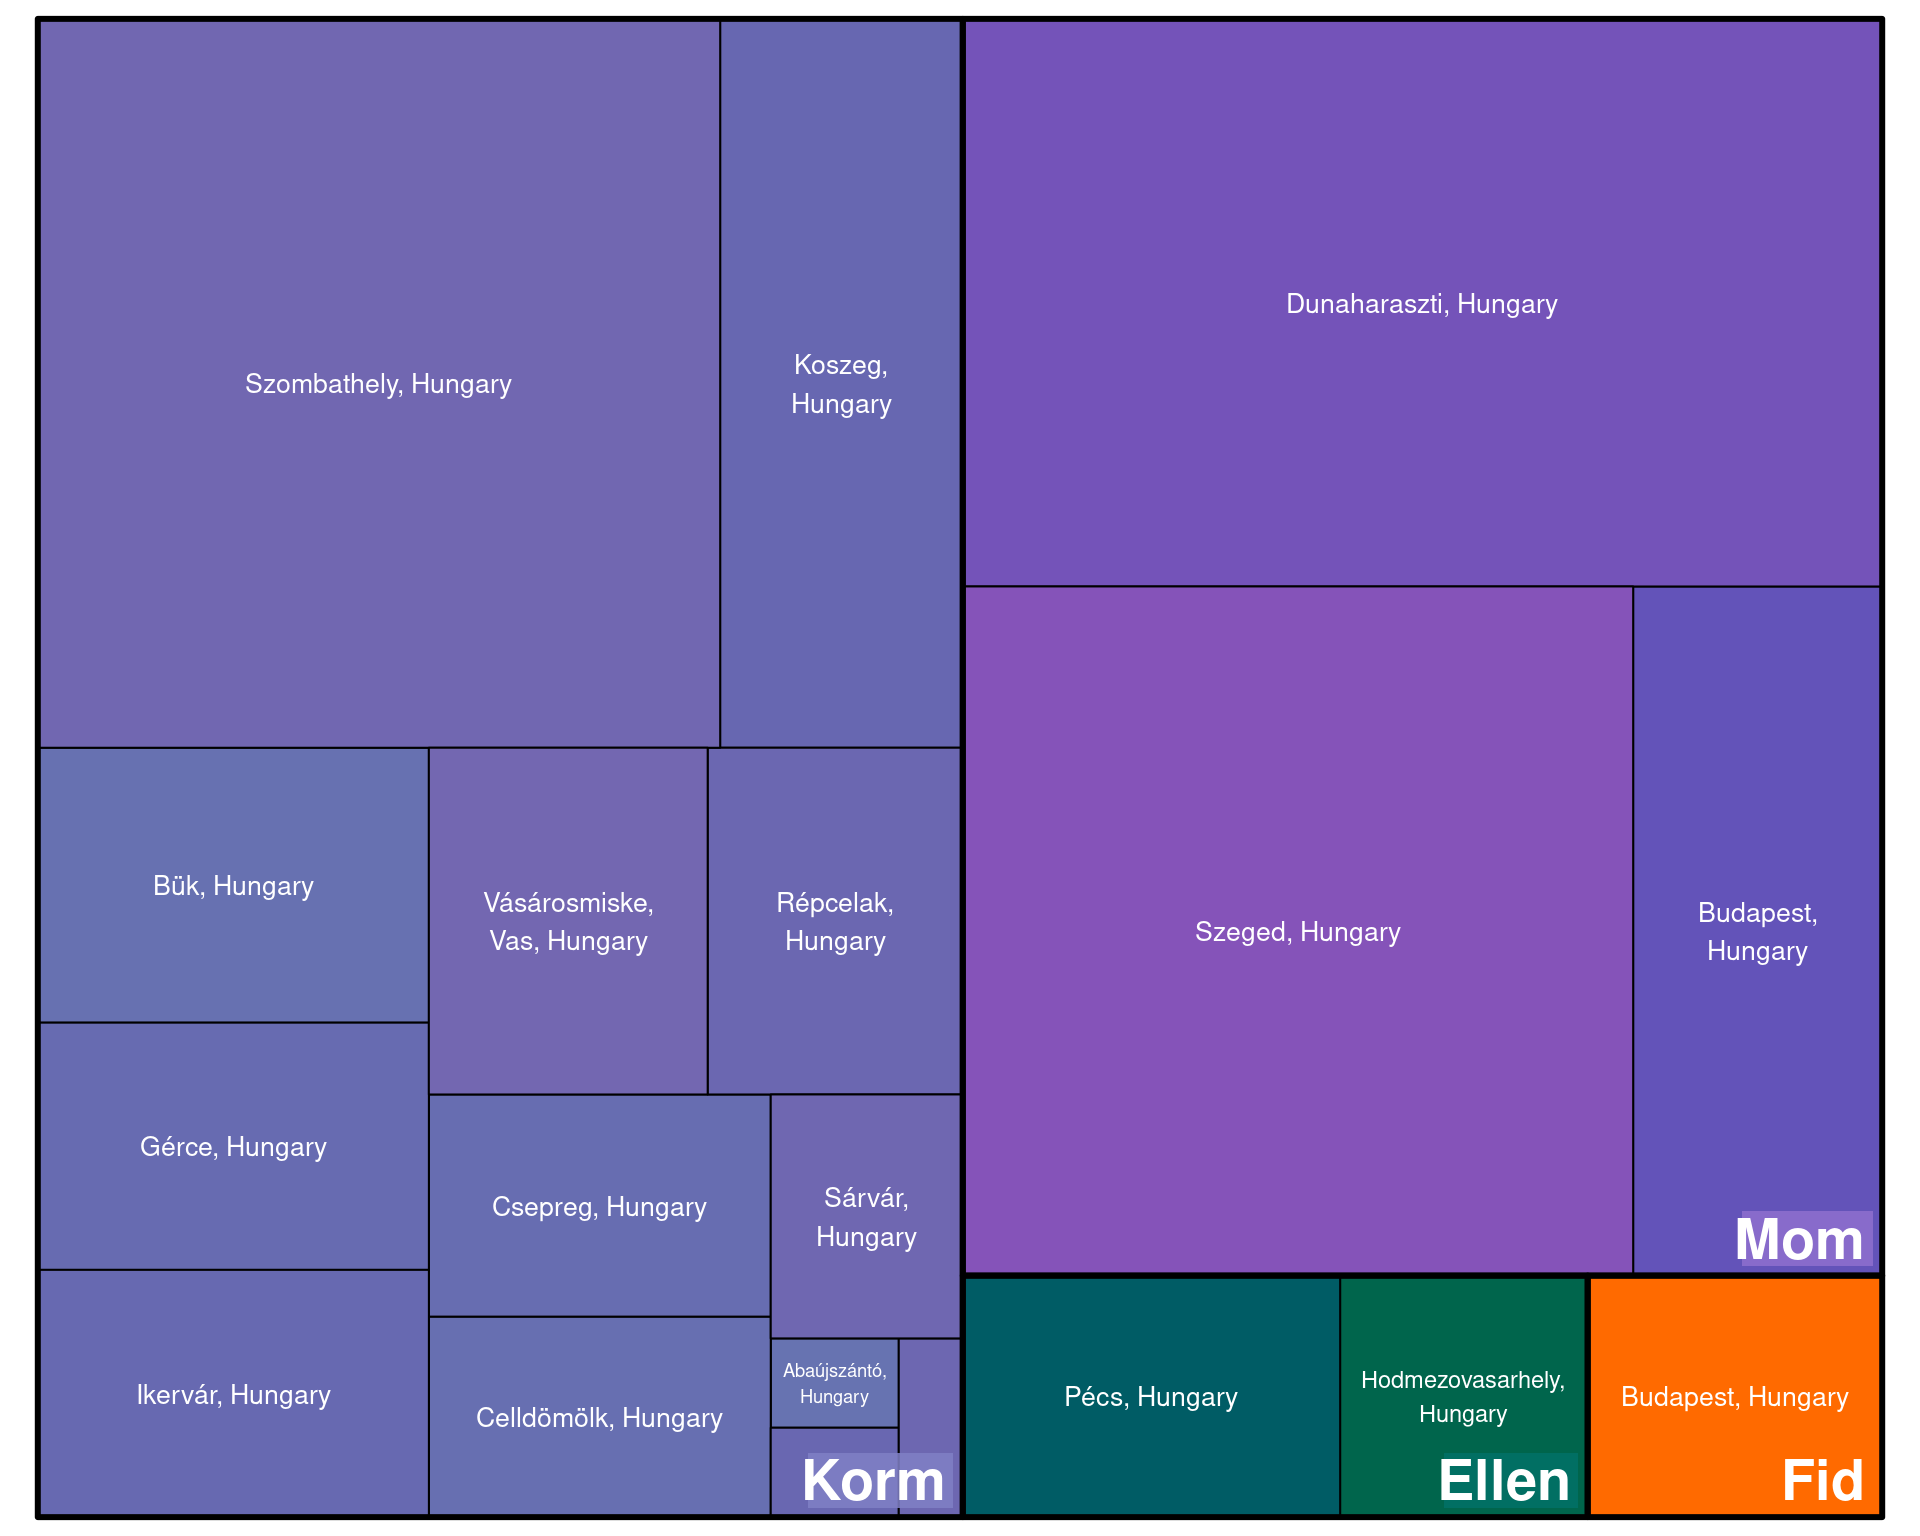 Szombathely, Hungary
Koszeg,
Hungary
Dunaharaszti, Hungary
Bük, Hungary
Vásárosmiske,
Vas, Hungary
Répcelak,
Hungary
Szeged, Hungary
Budapest,
Hungary
Gérce, Hungary
Csepreg, Hungary
Sárvár,
Hungary
Mom
Ikervár, Hungary
Celldömölk, Hungary
Abaújszántó,
Hungary
Korm
Pécs, Hungary
Hodmezovasarhely,
Hungary
Ellen
Budapest, Hungary
Fid